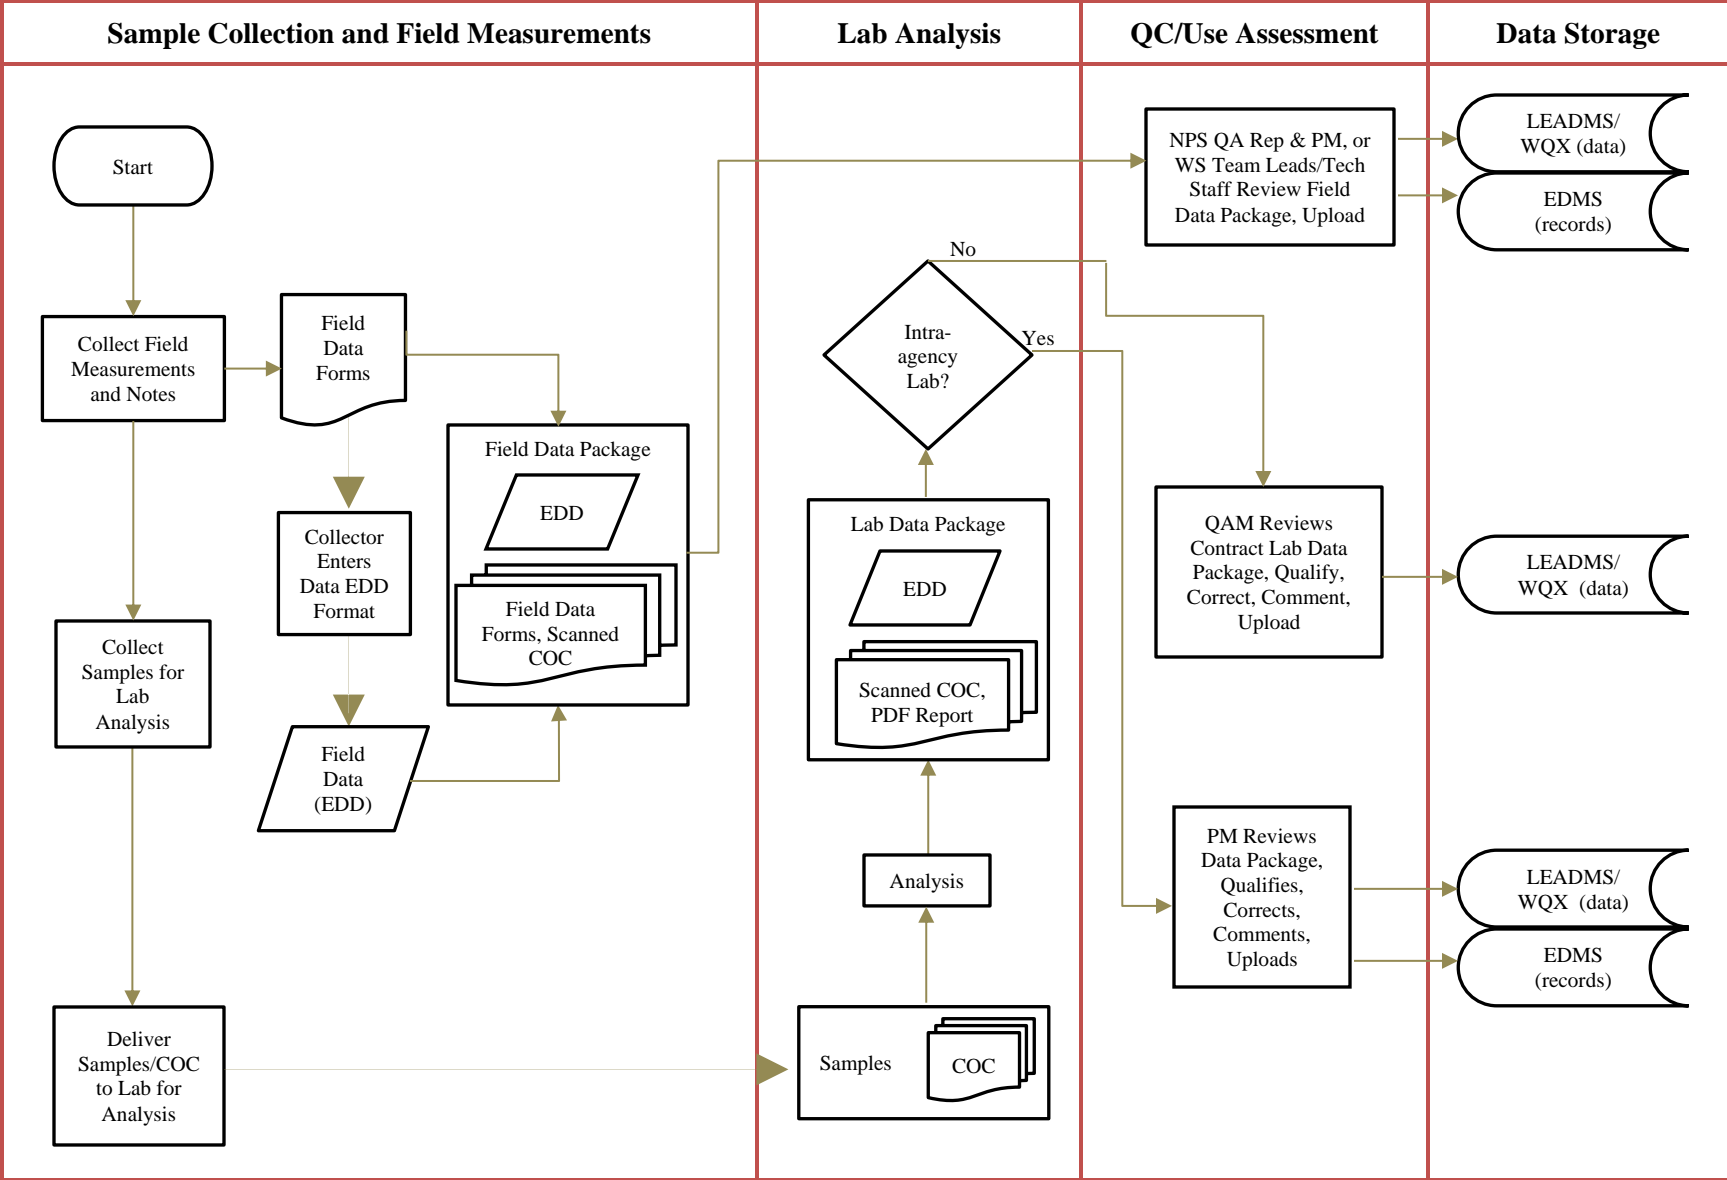 Sample Collection and Field Measurements
Lab Analysis
QC/Use Assessment
Data Storage
Start
Collect Field
Measurements
and Notes
Field
Data
Forms
Collector
Enters
Data EDD
Format
Field
Data
(EDD)
Collect
Samples for
Lab
Analysis
Deliver
Samples/COC
to Lab for
Analysis
Field Data Package
EDD
Field Data
Forms, Scanned
COC
Samples
COC
Analysis
Lab Data Package
EDD
Scanned COC,
PDF Report
Intra-
agency
Lab?
No
Yes
NPS QA Rep & PM, or
WS Team Leads/Tech
Staff Review Field
Data Package, Upload
QAM Reviews
Contract Lab Data
Package, Qualify,
Correct, Comment,
Upload
PM Reviews
Data Package,
Qualifies,
Corrects,
Comments,
Uploads
LEADMS/
WQX (data)
EDMS
(records)
LEADMS/
WQX (data)
LEADMS/
WQX (data)
EDMS
(records)